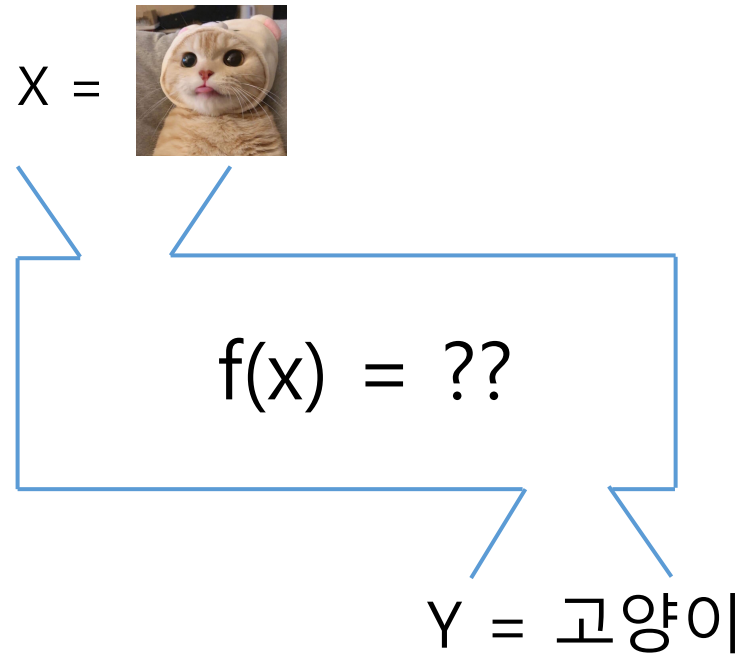 X =
f(x) = ??
Y = 고양이